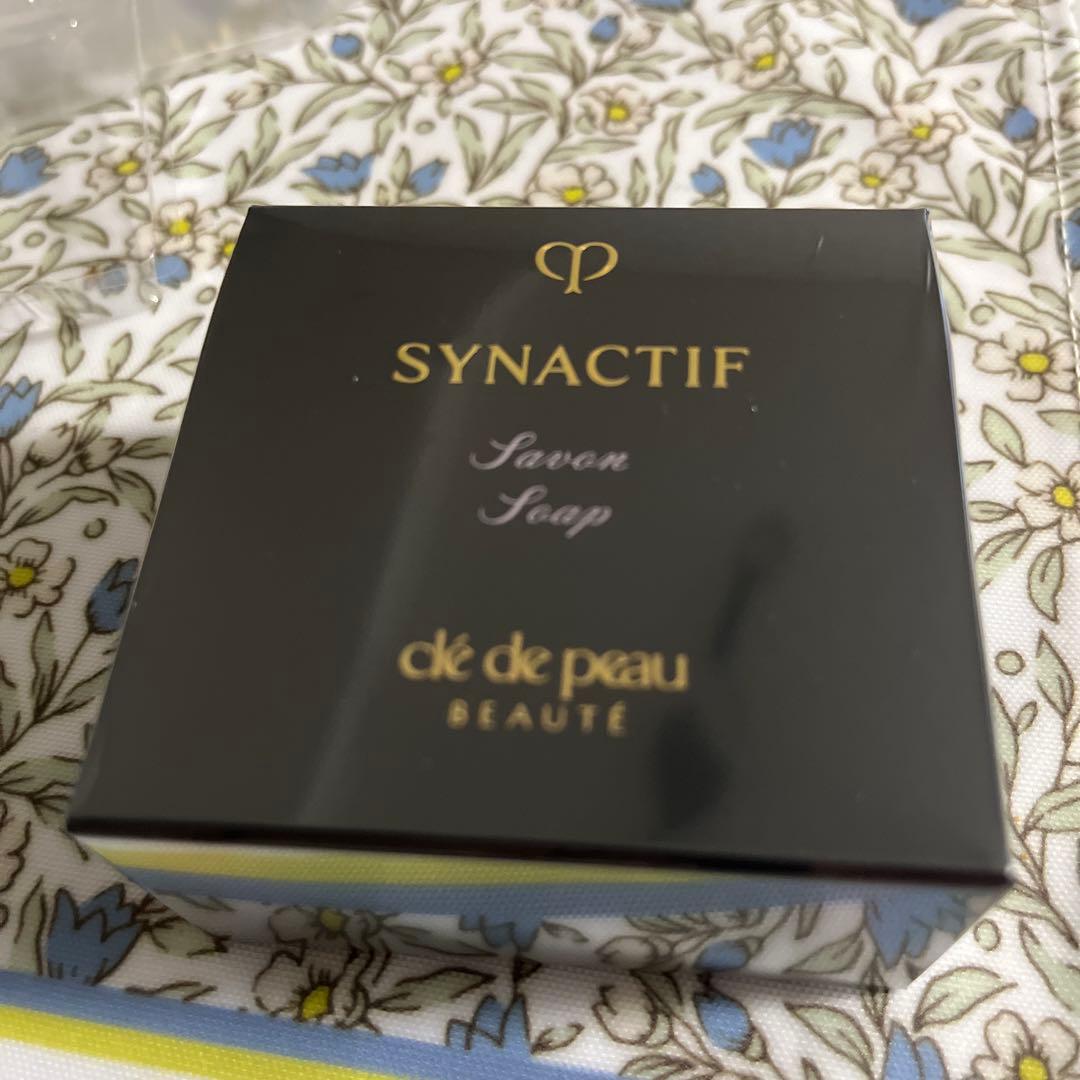 SYNACTIF
Savon
Soap
clé de peau
BEAUTÉ